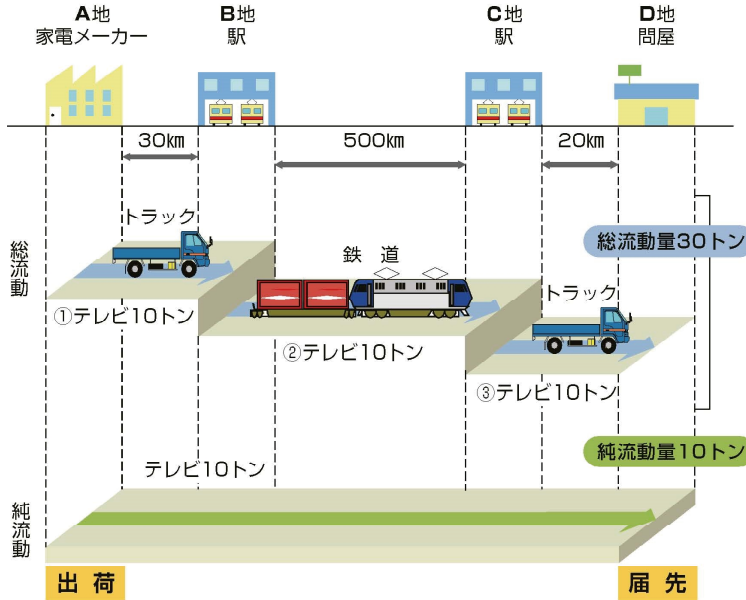 A地
家電メーカー
B地
駅
C地
駅
D地
問屋
30km
500km
20km
総流動
トラック
①テレビ10トン
鉄道
②テレビ10トン
トラック
③テレビ10トン
総流動量30トン
純流動量10トン
純流動
テレビ10トン
出荷
届先